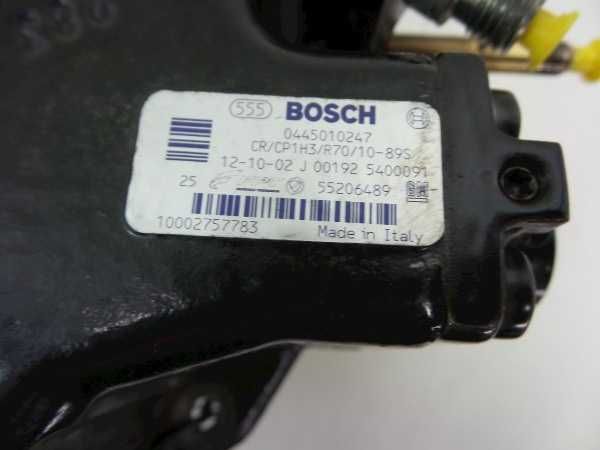 555 BOSCH
0445010247
CR/CP1H3/R70/10-89S
12-10-02 J 00192 5400091
25 55206489
10002757783 Made in Italy